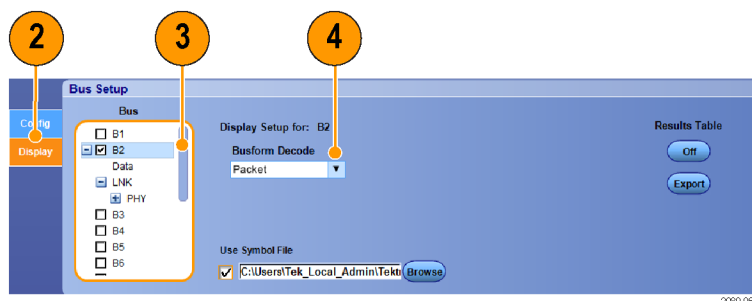 2
3
4
Bus Setup
Config
Display
Bus
B1
B2
Data
LNK
PHY
B3
B4
B5
B6
Display Setup for: B2
Busform Decode
Packet
Use Symbol File
C:\Users\Tek_Local_Admin\Tekt
Browse
Results Table
Off
Export